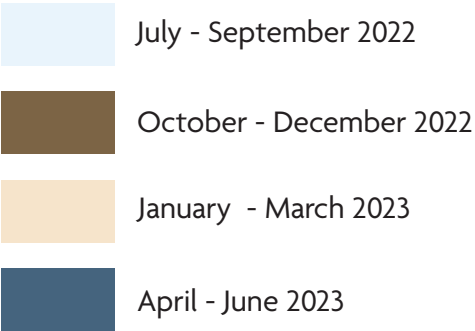 July - September 2022
October - December 2022
January - March 2023
April - June 2023